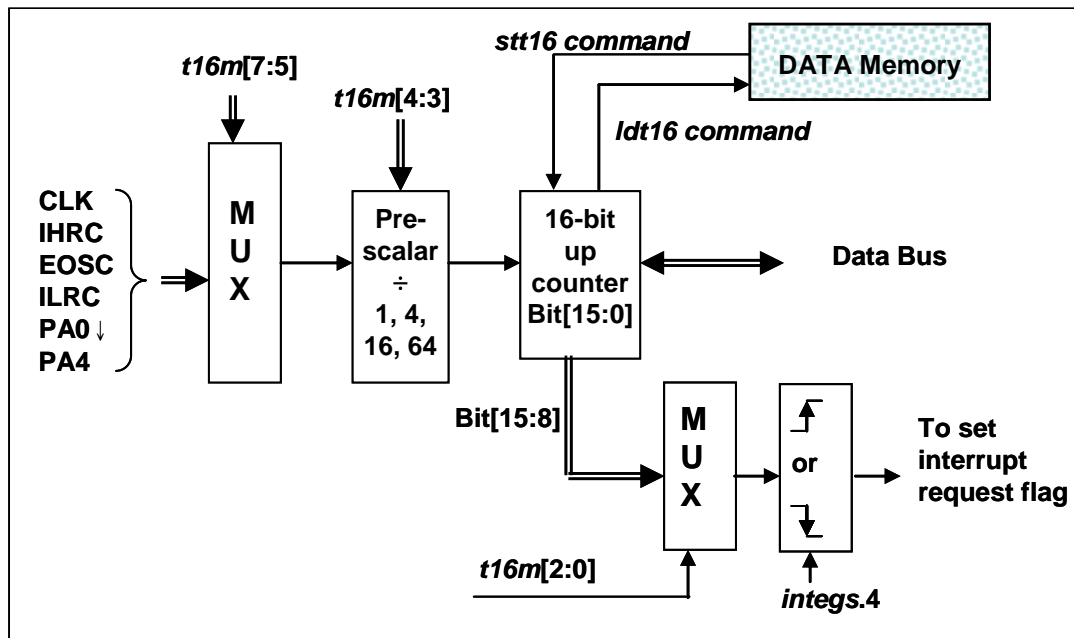 stt16 command
DATA Memory
t16m[7:5]
t16m[4:3]
ldt16 command
CLK
IHRC
EOSC
ILRC
PA0 ↓
PA4
M
U
X
Pre-
scalar
÷
1, 4,
16, 64
16-bit
up
counter
Bit[15:0]
Data Bus
Bit[15:8]
M
U
X
or
To set
interrupt
request flag
t16m[2:0]
integs.4